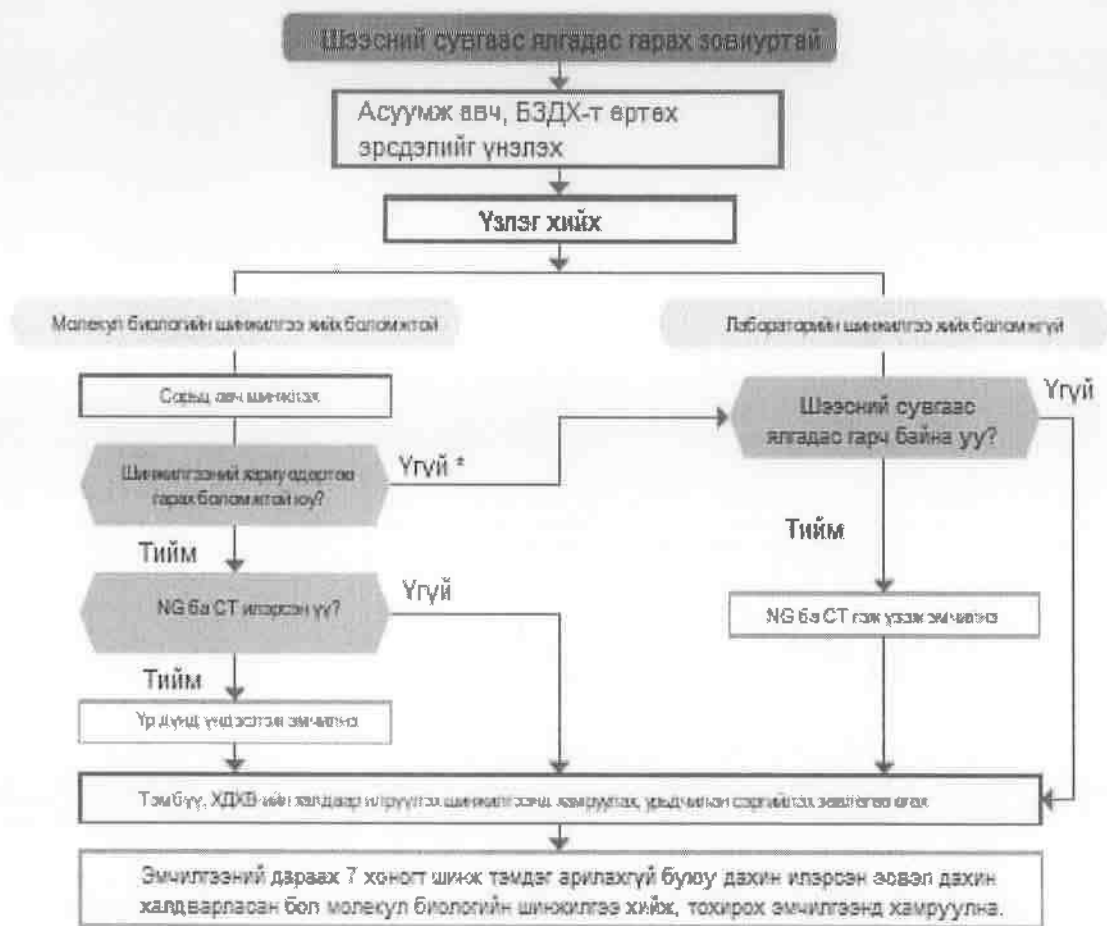 Шээсний сувгаас ялгадас гарах зовиуртай
Асуумж авч, БЗДХ-т өртөх
эрсдэлийг үнэлэх
Үзлэг хийх
Молекул биологийн шинжилгээ хийх боломжтой
Лабораторийн шинжилгээ хийх боломжгүй
Сорьц авч шинжлэх
Шээсний сувгаас
ялгадас гарч байна уу?
Үгүй
Шинжилгээний хариу өдөртөө
гарах боломжтой юу?
Үгүй *
Тийм
Тийм
NG ба CT илэрсэн үү?
Үгүй
NG ба CT гэж үзэж эмчилнэ
Тийм
Үр дүнд үндэслэн эмчилнэ
Тэмбүү, ХДХВ-ийн халдвар илрүүлэх шинжилгээнд хамруулах, урьдчилан сэргийлэх зөвлөгөө өгөх
Эмчилгээний дараах 7 хоногт шинж тэмдэг арилахгүй буюу дахин илэрсэн эсвэл дахин
халдварласан бол молекул биологийн шинжилгээ хийж, тохирох эмчилгээнд хамруулна.